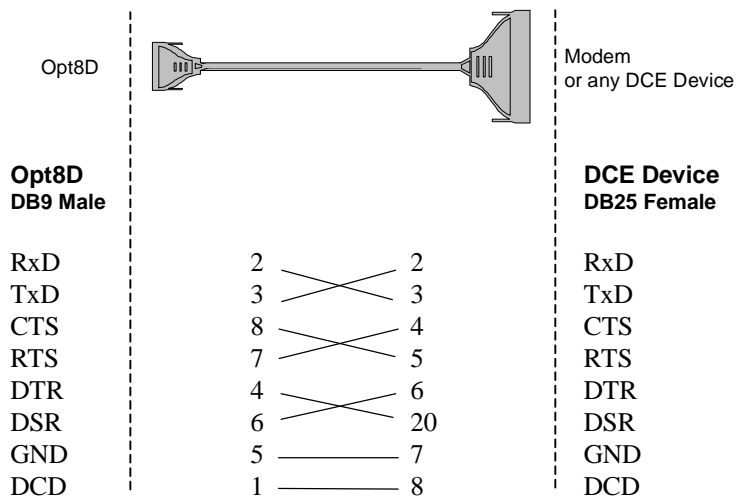 Opt8D
Modem
or any DCE Device
Opt8D
DB9 Male
DCE Device
DB25 Female
RxD 2 2 RxD
TxD 3 3 TxD
CTS 8 4 CTS
RTS 7 5 RTS
DTR 4 6 DTR
DSR 6 20 DSR
GND 5 7 GND
DCD 1 8 DCD